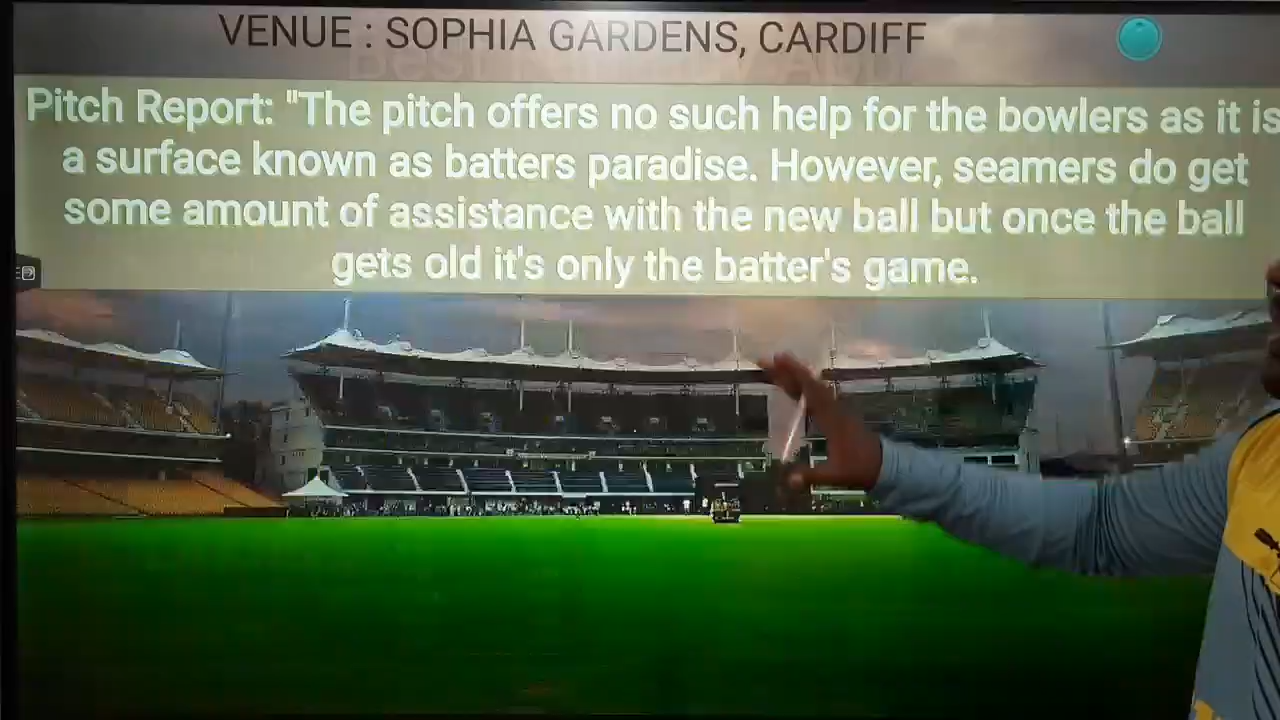 VENUE : SOPHIA GARDENS, CARDIFF
Pitch Report: "The pitch offers no such help for the bowlers as it is
a surface known as batters paradise. However, seamers do get
some amount of assistance with the new ball but once the ball
gets old it's only the batter's game.